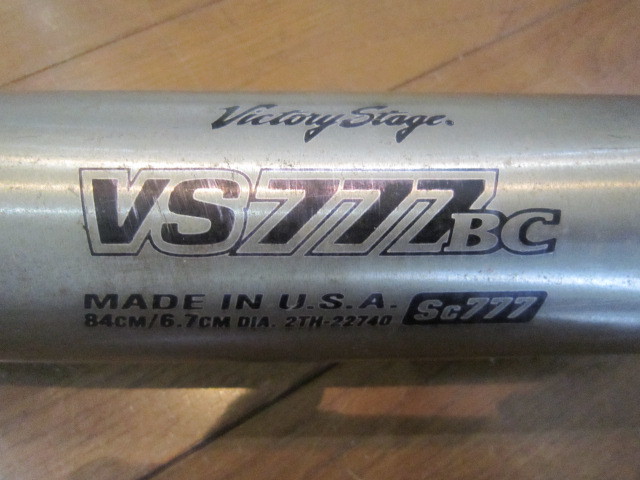 Victory Stage.
VS777BC
MADE IN U.S.A.
84CM/6.7CM DIA. 2TH-22740 Sc777